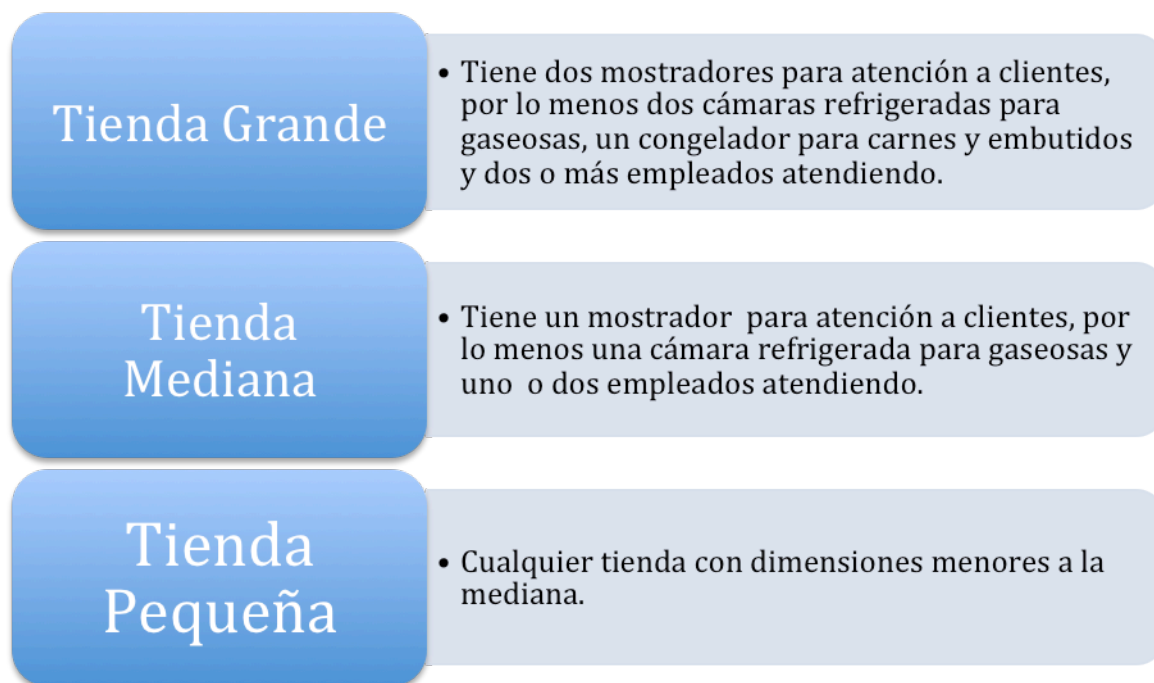 Tienda Grande
• Tiene dos mostradores para atención a clientes,
por lo menos dos cámaras refrigeradas para
gaseosas, un congelador para carnes y embutidos
y dos o más empleados atendiendo.
Tienda
Mediana
• Tiene un mostrador  para atención a clientes, por
lo menos una cámara refrigerada para gaseosas y
uno  o dos empleados atendiendo.
Tienda
Pequeña
• Cualquier tienda con dimensiones menores a la
mediana.